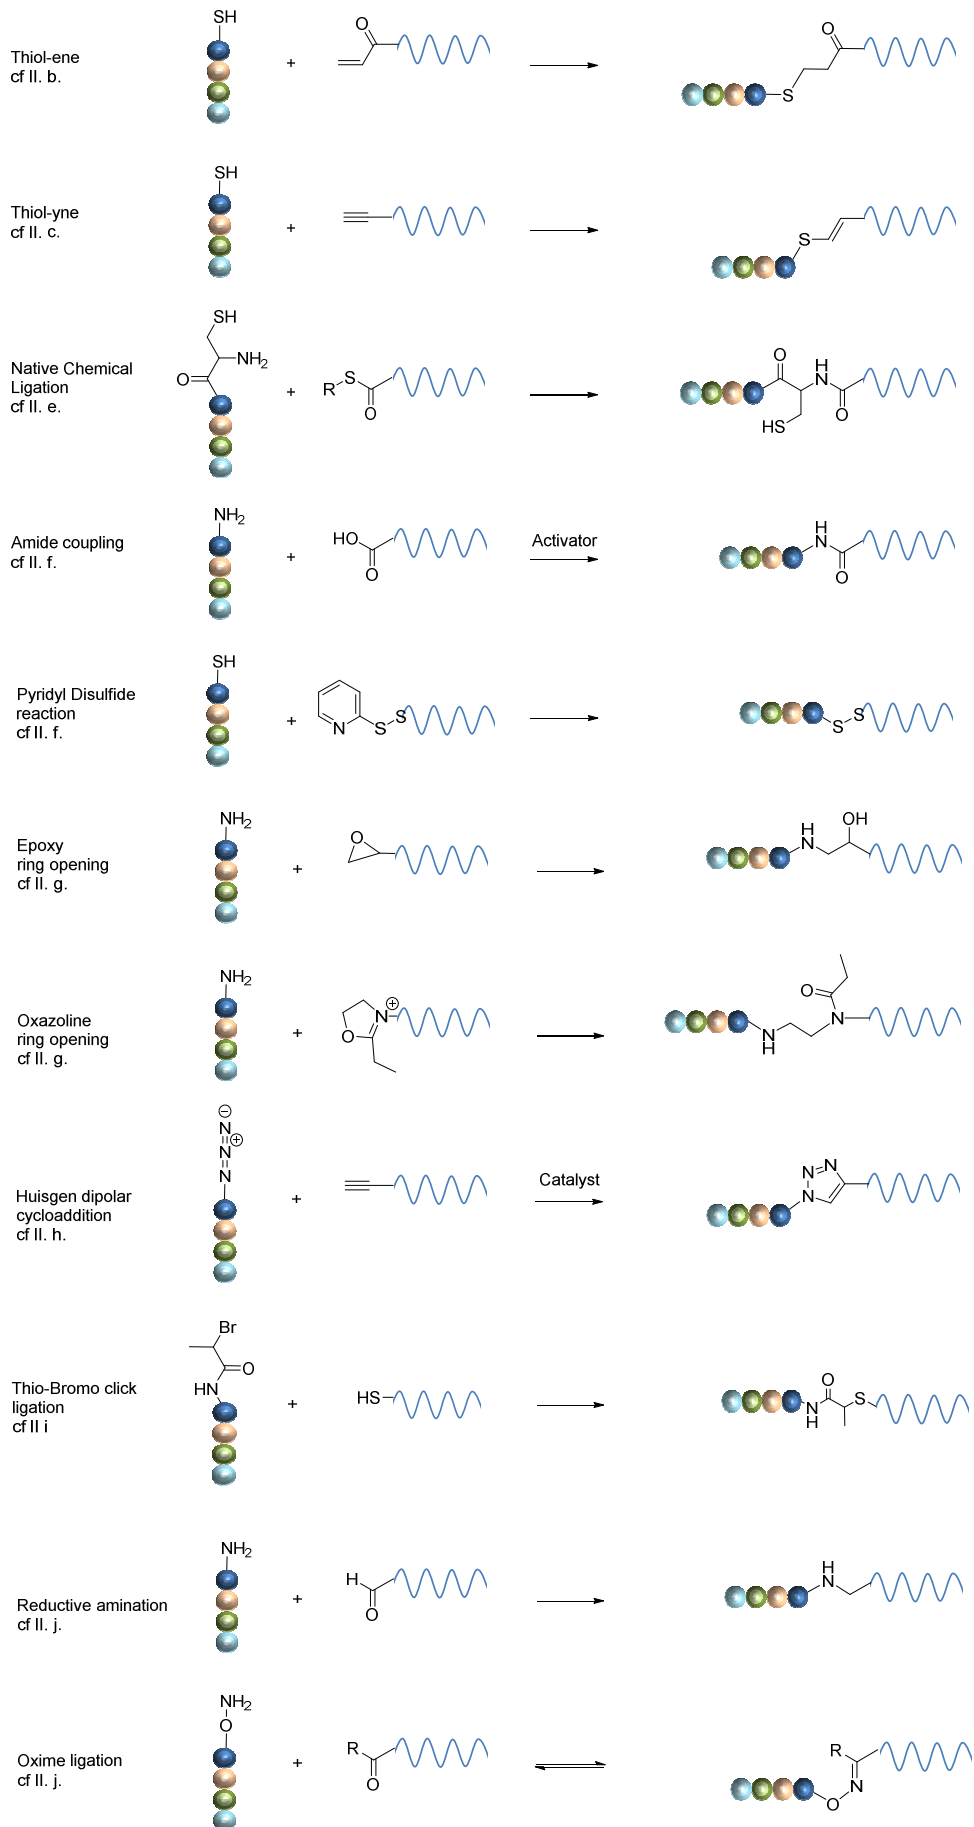 Thiol-ene
cf II. b.
SH
+
O
O
S
Thiol-yne
cf II. c.
SH
+
S
Native Chemical
Ligation
cf II. e.
SH
NH2
O
+
R
S
O
O
H
N
HS
O
Amide coupling
cf II. f.
NH2
+
HO
O
Activator
H
N
O
Pyridyl Disulfide
reaction
cf II. f.
SH
+
N
S
S
S
S
Epoxy
ring opening
cf II. g.
NH2
+
O
H
N
OH
Oxazoline
ring opening
cf II. g.
NH2
+
O
N
+
N
H
O
N
Huisgen dipolar
cycloaddition
cf II. h.
−
N
+
N
N
+
Catalyst
N
N
N
Thio-Bromo click
ligation
cf II i
Br
O
HN
+
HS
O
N
H
S
Reductive amination
cf II. j.
NH2
+
H
O
H
N
Oxime ligation
cf II. j.
NH2
O
+
R
O
R
N
O